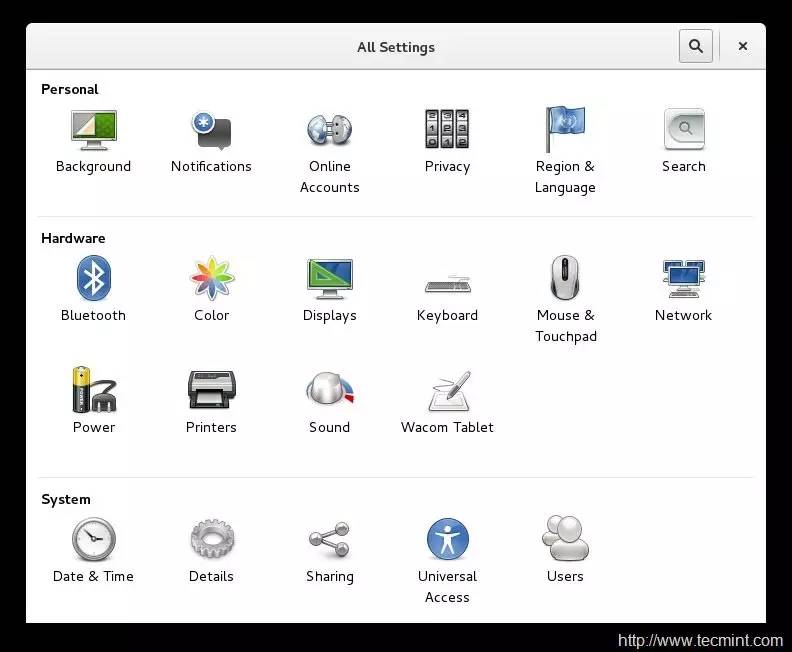 All Settings
Personal
Background
Notifications
Online
Accounts
Privacy
Region &
Language
Search
Hardware
Bluetooth
Color
Displays
Keyboard
Mouse &
Touchpad
Network
Power
Printers
Sound
Wacom Tablet
System
Date & Time
Details
Sharing
Universal
Access
Users
http://www.tecmint.com